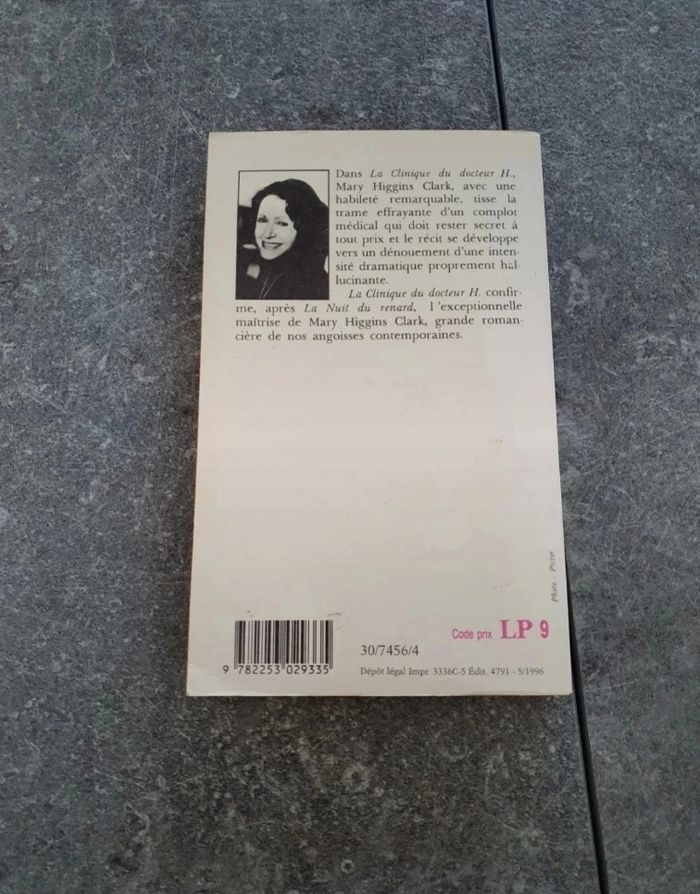 Dans La Clinique du docteur H.,
Mary Higgins Clark, avec une
habileté remarquable, tisse la
trame effrayante d'un complot
médical qui doit rester secret à
tout prix et le récit se développe
vers un dénouement d'une inten-
sité dramatique proprement hal-
lucinante.
La Clinique du docteur H. confir-
me, après La Nuit du renard, l'exceptionnelle
maîtrise de Mary Higgins Clark, grande roman-
cière de nos angoisses contemporaines.
Photo : Pictor
Code prix LP 9
30/7456/4
9 782253 029335
Dépôt légal Impr. 3336C-5 Édit. 4791 - 5/1996